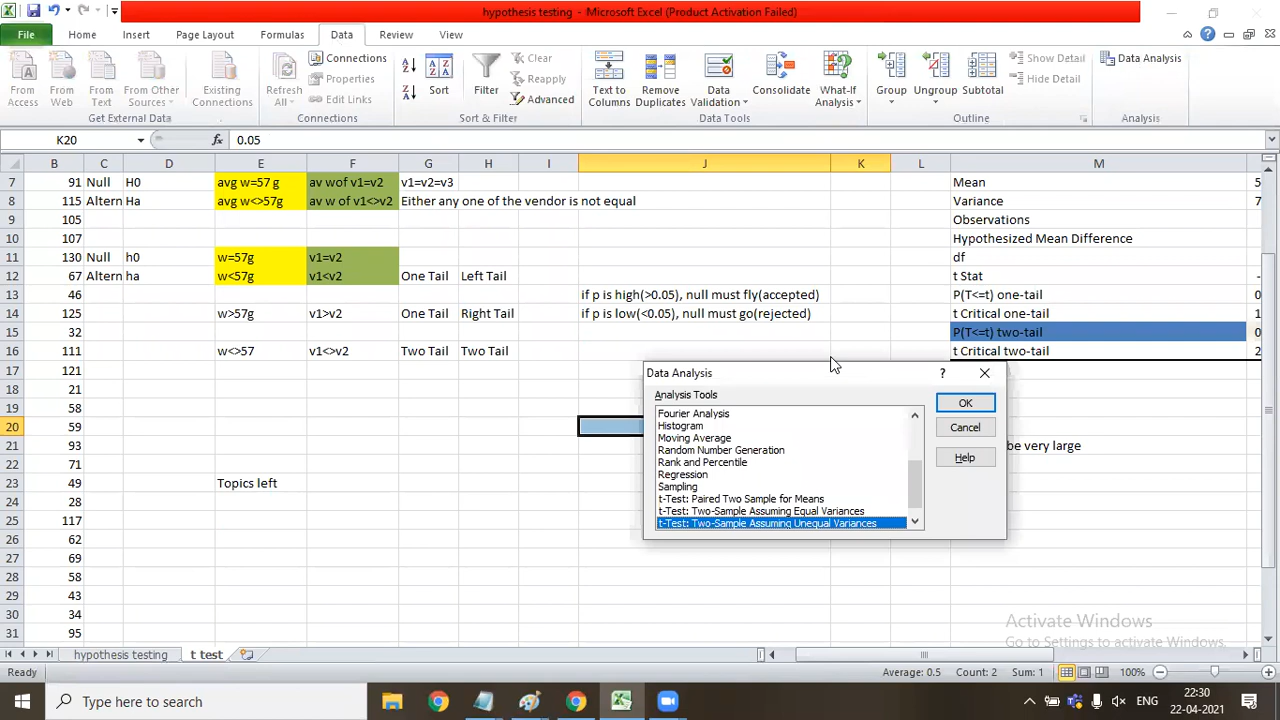 hypothesis testing - Microsoft Excel (Product Activation Failed)
File Home Insert Page Layout Formulas Data Review View
From Access
From Web
From Text
From Other Sources
Existing Connections
Get External Data
Refresh All
Connections
Properties
Edit Links
Connections
Sort
Filter
Clear
Reapply
Advanced
Sort & Filter
Text to Columns
Remove Duplicates
Data Validation
Consolidate
What-If Analysis
Data Tools
Group
Ungroup
Subtotal
Show Detail
Hide Detail
Outline
Data Analysis
Analysis
K20 fx 0.05
B C D E F G H I J K L M
7 91 Null H0 avg w=57 g av wof v1=v2 v1=v2=v3 Mean 5
8 115 Altern Ha avg w<>57g av w of v1<>v2 Either any one of the vendor is not equal Variance 7
9 105 Observations
10 107 Hypothesized Mean Difference
11 130 Null h0 w=57g v1=v2 df
12 67 Altern ha w<57g v1<v2 One Tail Left Tail t Stat -
13 46 if p is high(>0.05), null must fly(accepted) P(T<=t) one-tail 0
14 125 w>57g v1>v2 One Tail Right Tail if p is low(<0.05), null must go(rejected) t Critical one-tail 1
15 32 P(T<=t) two-tail 0
16 111 w<>57 v1<>v2 Two Tail Two Tail t Critical two-tail 2
17 121
18 21
19 58
20 59
21 93 be very large
22 71
23 49 Topics left
24 28
25 117
26 62
27 69
28 58
29 43
30 34
31 95
Data Analysis ?
Analysis Tools
Fourier Analysis
Histogram
Moving Average
Random Number Generation
Rank and Percentile
Regression
Sampling
t-Test: Paired Two Sample for Means
t-Test: Two-Sample Assuming Equal Variances
t-Test: Two-Sample Assuming Unequal Variances
OK
Cancel
Help
Activate Windows
Go to Settings to activate Windows.
hypothesis testing t test
Ready Average: 0.5 Count: 2 Sum: 1 100%
Type here to search ENG 22:30
22-04-2021